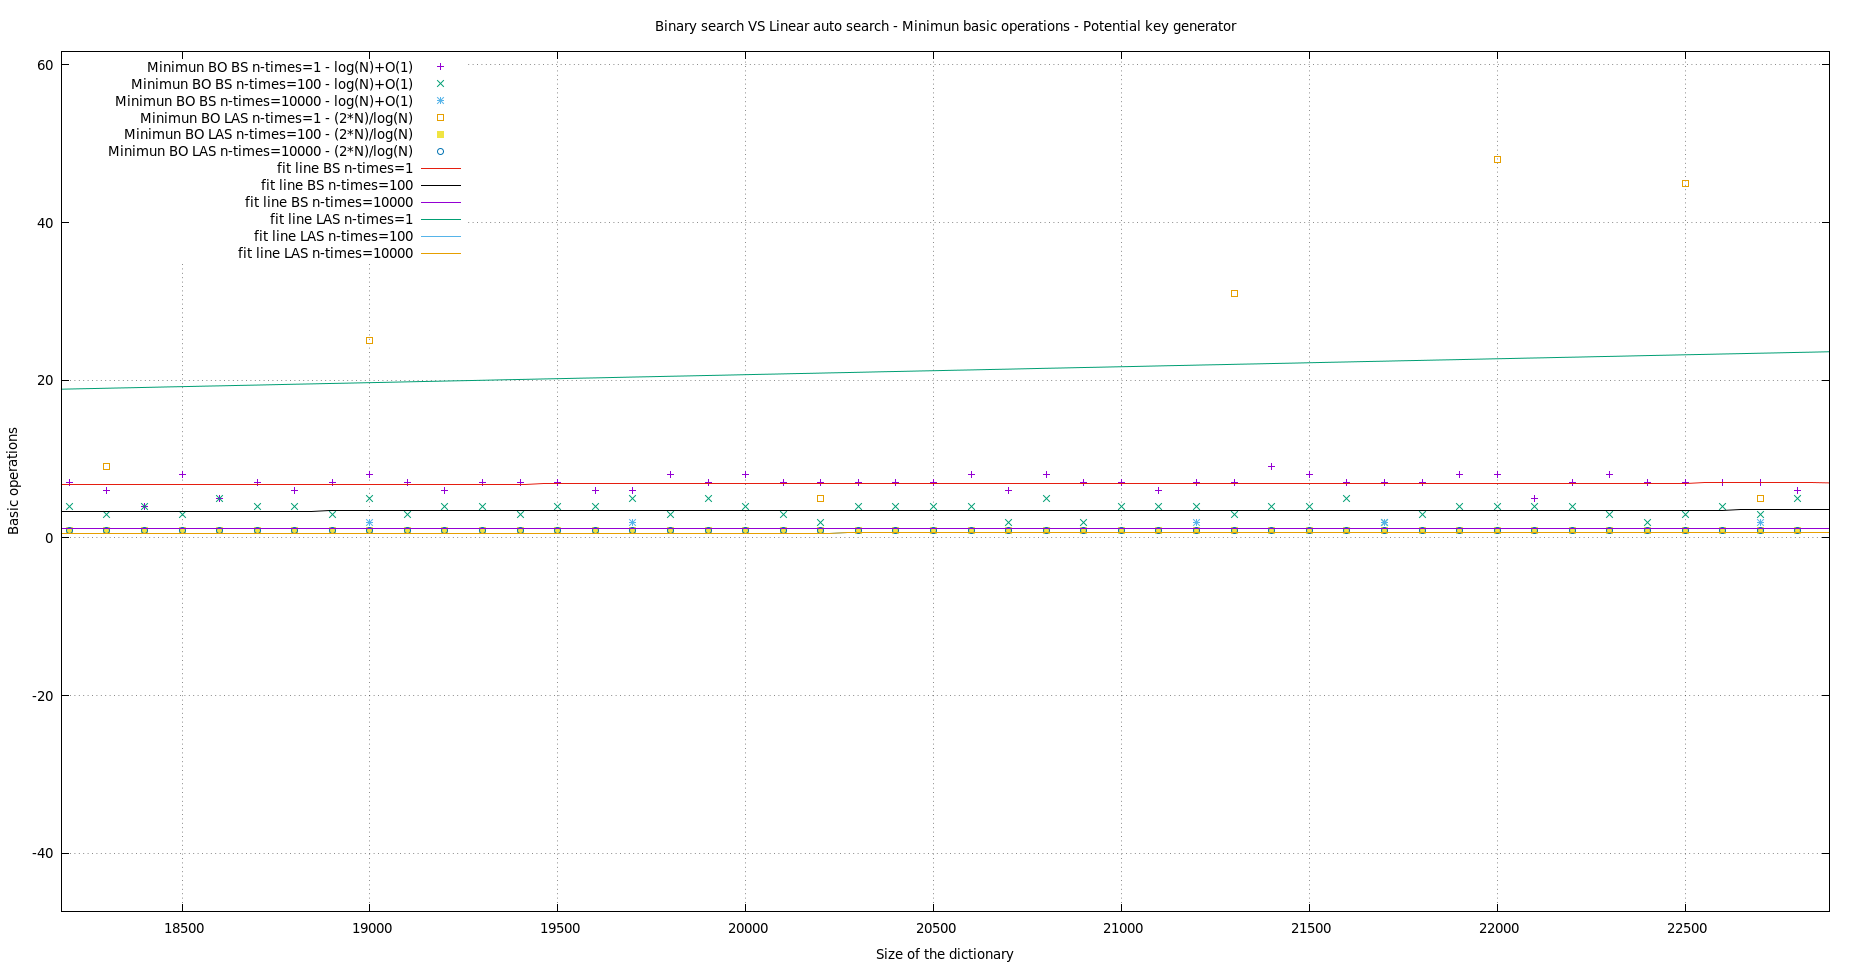 Binary search VS Linear auto search - Minimun basic operations - Potential key generator
Minimun BO BS n-times=1 - log(N)+O(1)
Minimun BO BS n-times=100 - log(N)+O(1)
Minimun BO BS n-times=10000 - log(N)+O(1)
Minimun BO LAS n-times=1 - (2*N)/log(N)
Minimun BO LAS n-times=100 - (2*N)/log(N)
Minimun BO LAS n-times=10000 - (2*N)/log(N)
fit line BS n-times=1
fit line BS n-times=100
fit line BS n-times=10000
fit line LAS n-times=1
fit line LAS n-times=100
fit line LAS n-times=10000
60
40
20
0
-20
-40
Basic operations
18500 19000 19500 20000 20500 21000 21500 22000 22500
Size of the dictionary